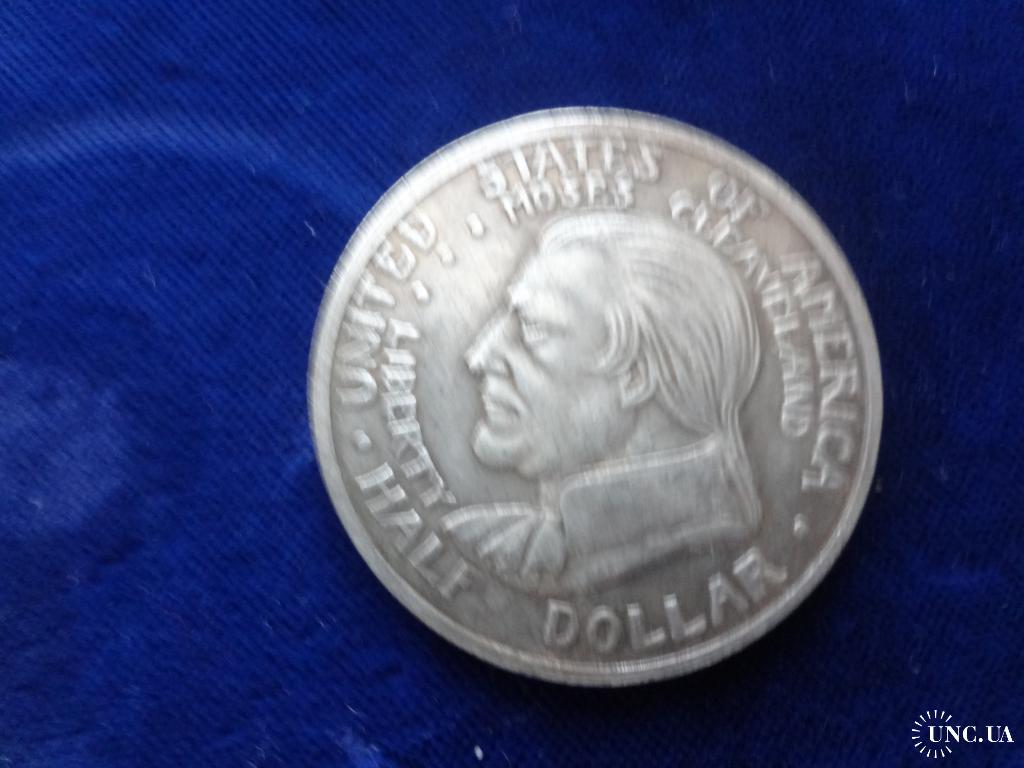 UNITED STATES OF AMERICA
MOSES CLEAVELAND
LIBERTY
HALF DOLLAR
UNC.UA